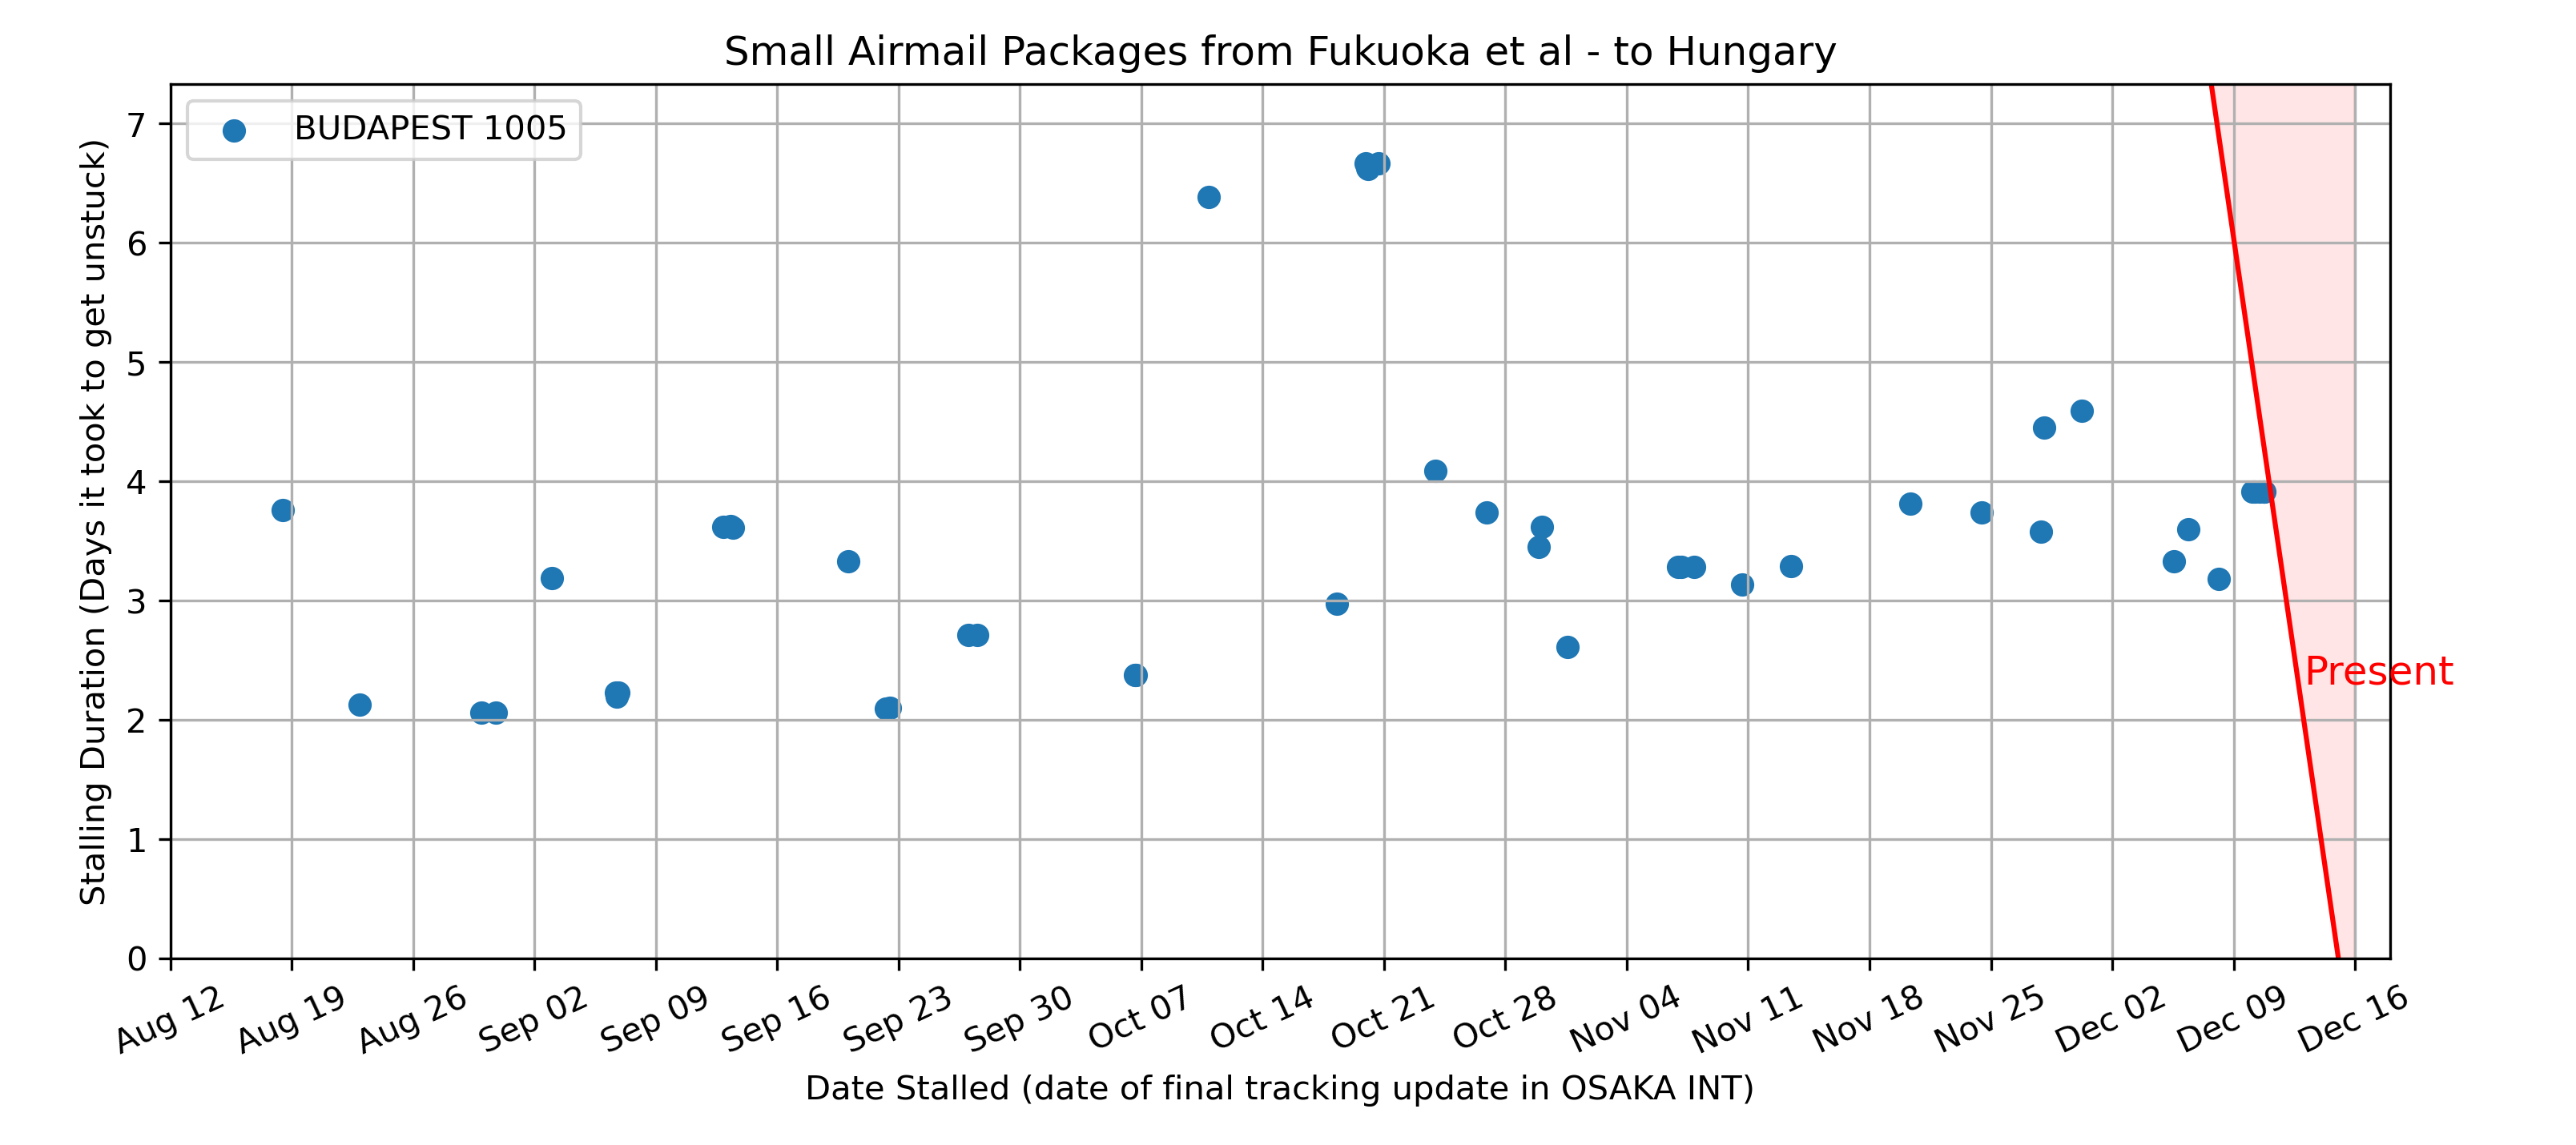 Small Airmail Packages from Fukuoka et al - to Hungary
BUDAPEST 1005
Stalling Duration (Days it took to get unstuck)
7
6
5
4
3
2
1
0
Present
Aug 12
Aug 19
Aug 26
Sep 02
Sep 09
Sep 16
Sep 23
Sep 30
Oct 07
Oct 14
Oct 21
Oct 28
Nov 04
Nov 11
Nov 18
Nov 25
Dec 02
Dec 09
Dec 16
Date Stalled (date of final tracking update in OSAKA INT)